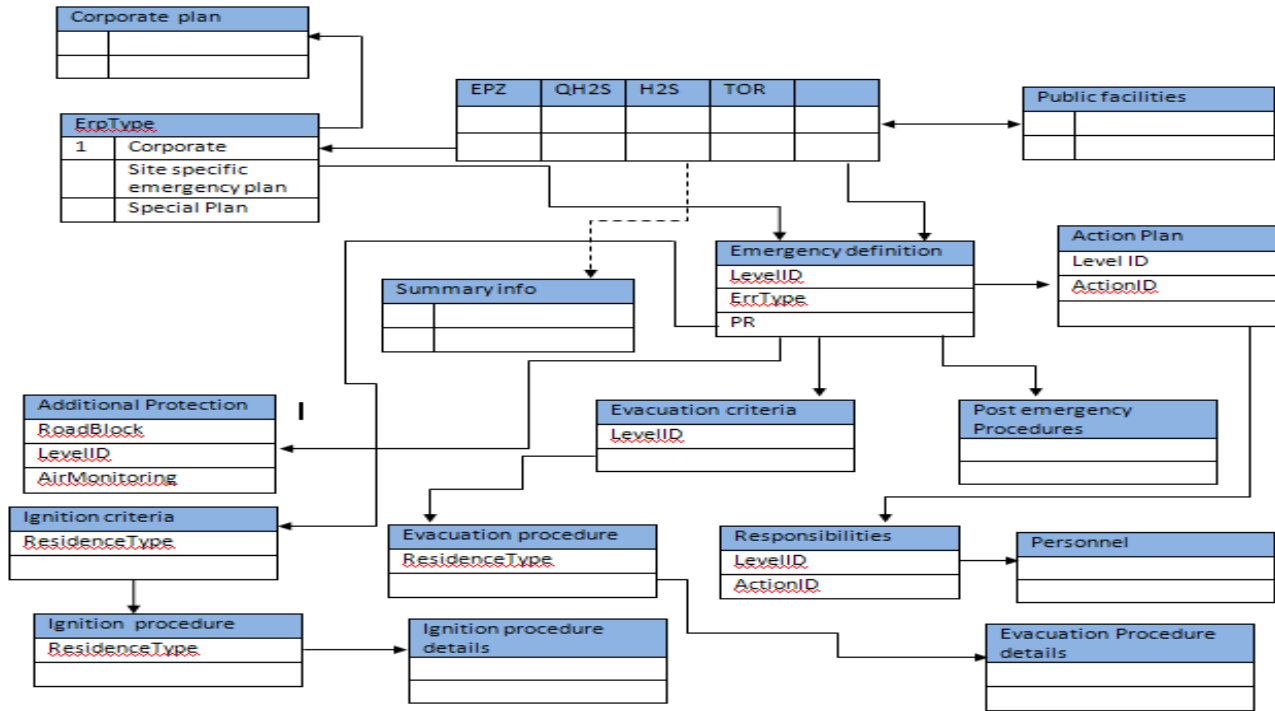 Corporate plan
EPZ QH2S H2S TOR
Public facilities
ErpType
1 Corporate
Site specific
emergency plan
Special Plan
Emergency definition
LevelID
ErrType
PR
Action Plan
Level ID
ActionID
Summary info
Additional Protection
RoadBlock
LevelID
AirMonitoring
I
Evacuation criteria
LevelID
Post emergency
Procedures
Ignition criteria
ResidenceType
Evacuation procedure
ResidenceType
Responsibilities
LevelID
ActionID
Personnel
Ignition procedure
ResidenceType
Ignition procedure
details
Evacuation Procedure
details